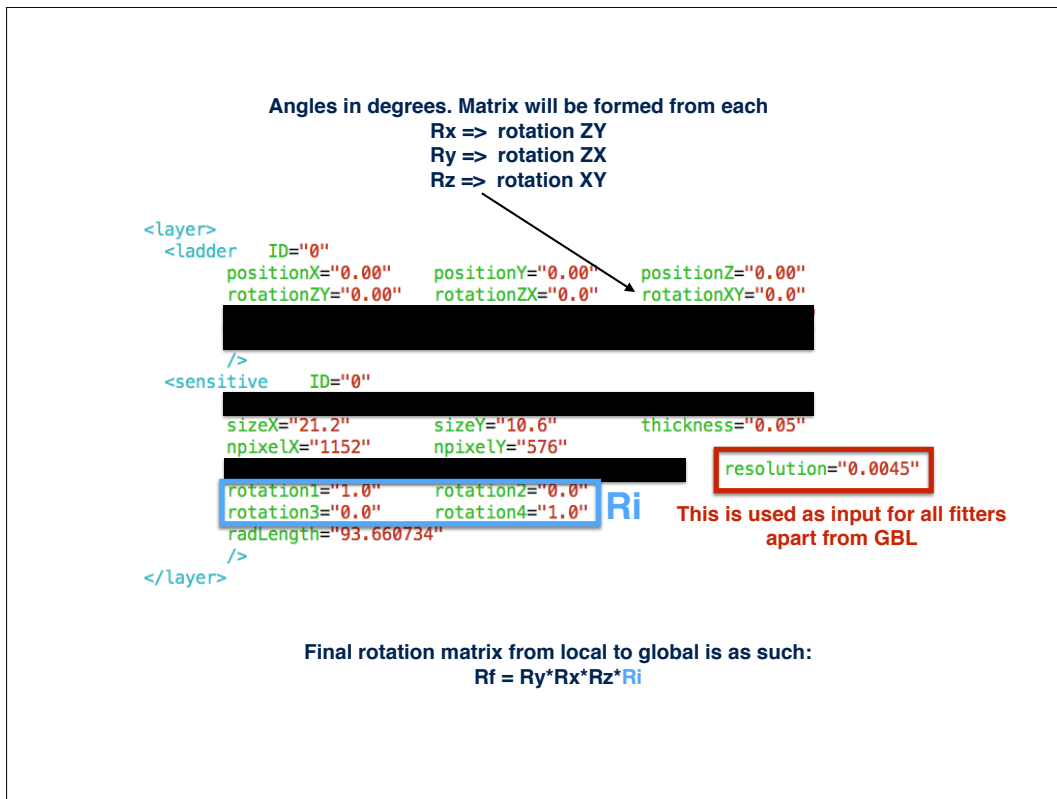 Angles in degrees. Matrix will be formed from each
Rx => rotation ZY
Ry => rotation ZX
Rz => rotation XY
<layer>
<ladder ID="0"
positionX="0.00" positionY="0.00" positionZ="0.00"
rotationZY="0.00" rotationZX="0.0" rotationXY="0.0"
/>
<sensitive ID="0"
sizeX="21.2" sizeY="10.6" thickness="0.05"
npixelX="1152" npixelY="576"
resolution="0.0045"
rotation1="1.0" rotation2="0.0"
rotation3="0.0" rotation4="1.0"
Ri
This is used as input for all fitters
apart from GBL
radLength="93.660734"
/>
</layer>
Final rotation matrix from local to global is as such:
Rf = Ry*Rx*Rz*Ri